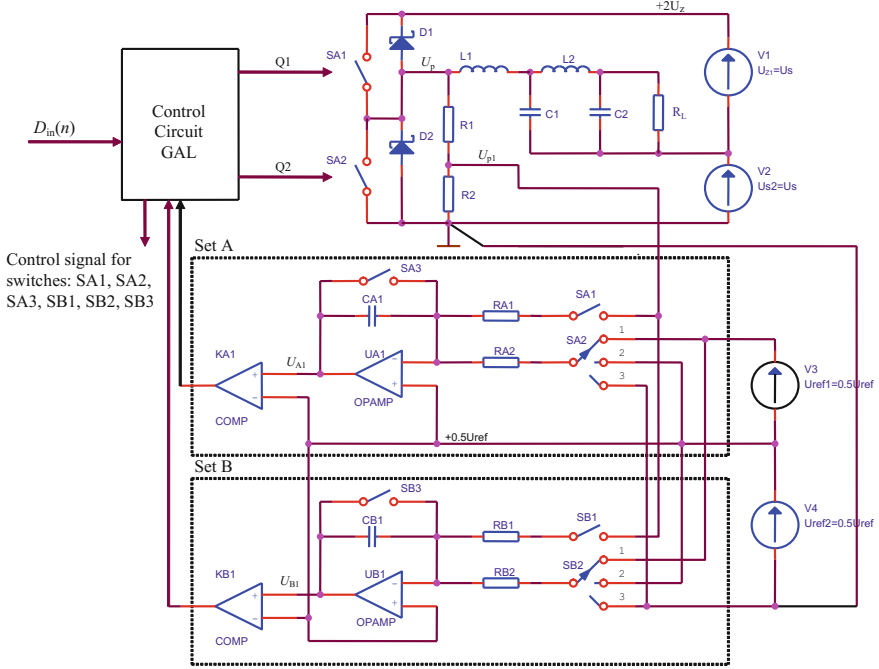 +2U_Z
D1
SA1
Q1
U_p
L1
L2
V1
U_Z1=Us
Control
Circuit
GAL
D_in(n)
C1
C2
R_L
R1
D2
SA2
Q2
U_p1
R2
V2
Us2=Us
Control signal for
switches: SA1, SA2,
SA3, SB1, SB2, SB3
Set A
SA3
CA1
RA1
SA1
1
KA1
U_A1
UA1
RA2
SA2
2
3
V3
Uref1=0.5Uref
+
−
−
+
COMP
OPAMP
+0.5Uref
Set B
SB3
CB1
RB1
SB1
1
V4
Uref2=0.5Uref
KB1
U_B1
UB1
RB2
SB2
2
3
+
−
−
+
COMP
OPAMP